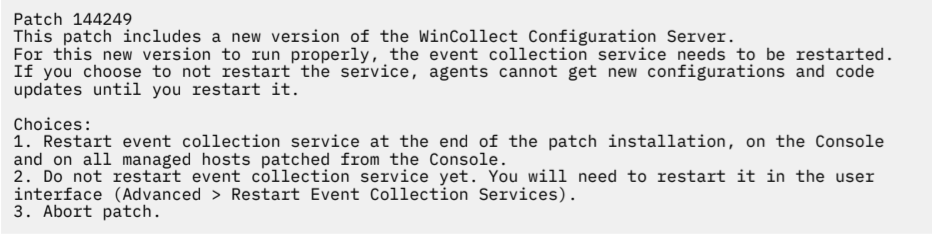 Patch 144249
This patch includes a new version of the WinCollect Configuration Server.
For this new version to run properly, the event collection service needs to be restarted.
If you choose to not restart the service, agents cannot get new configurations and code
updates until you restart it.
Choices:
1. Restart event collection service at the end of the patch installation, on the Console
and on all managed hosts patched from the Console.
2. Do not restart event collection service yet. You will need to restart it in the user
interface (Advanced > Restart Event Collection Services).
3. Abort patch.